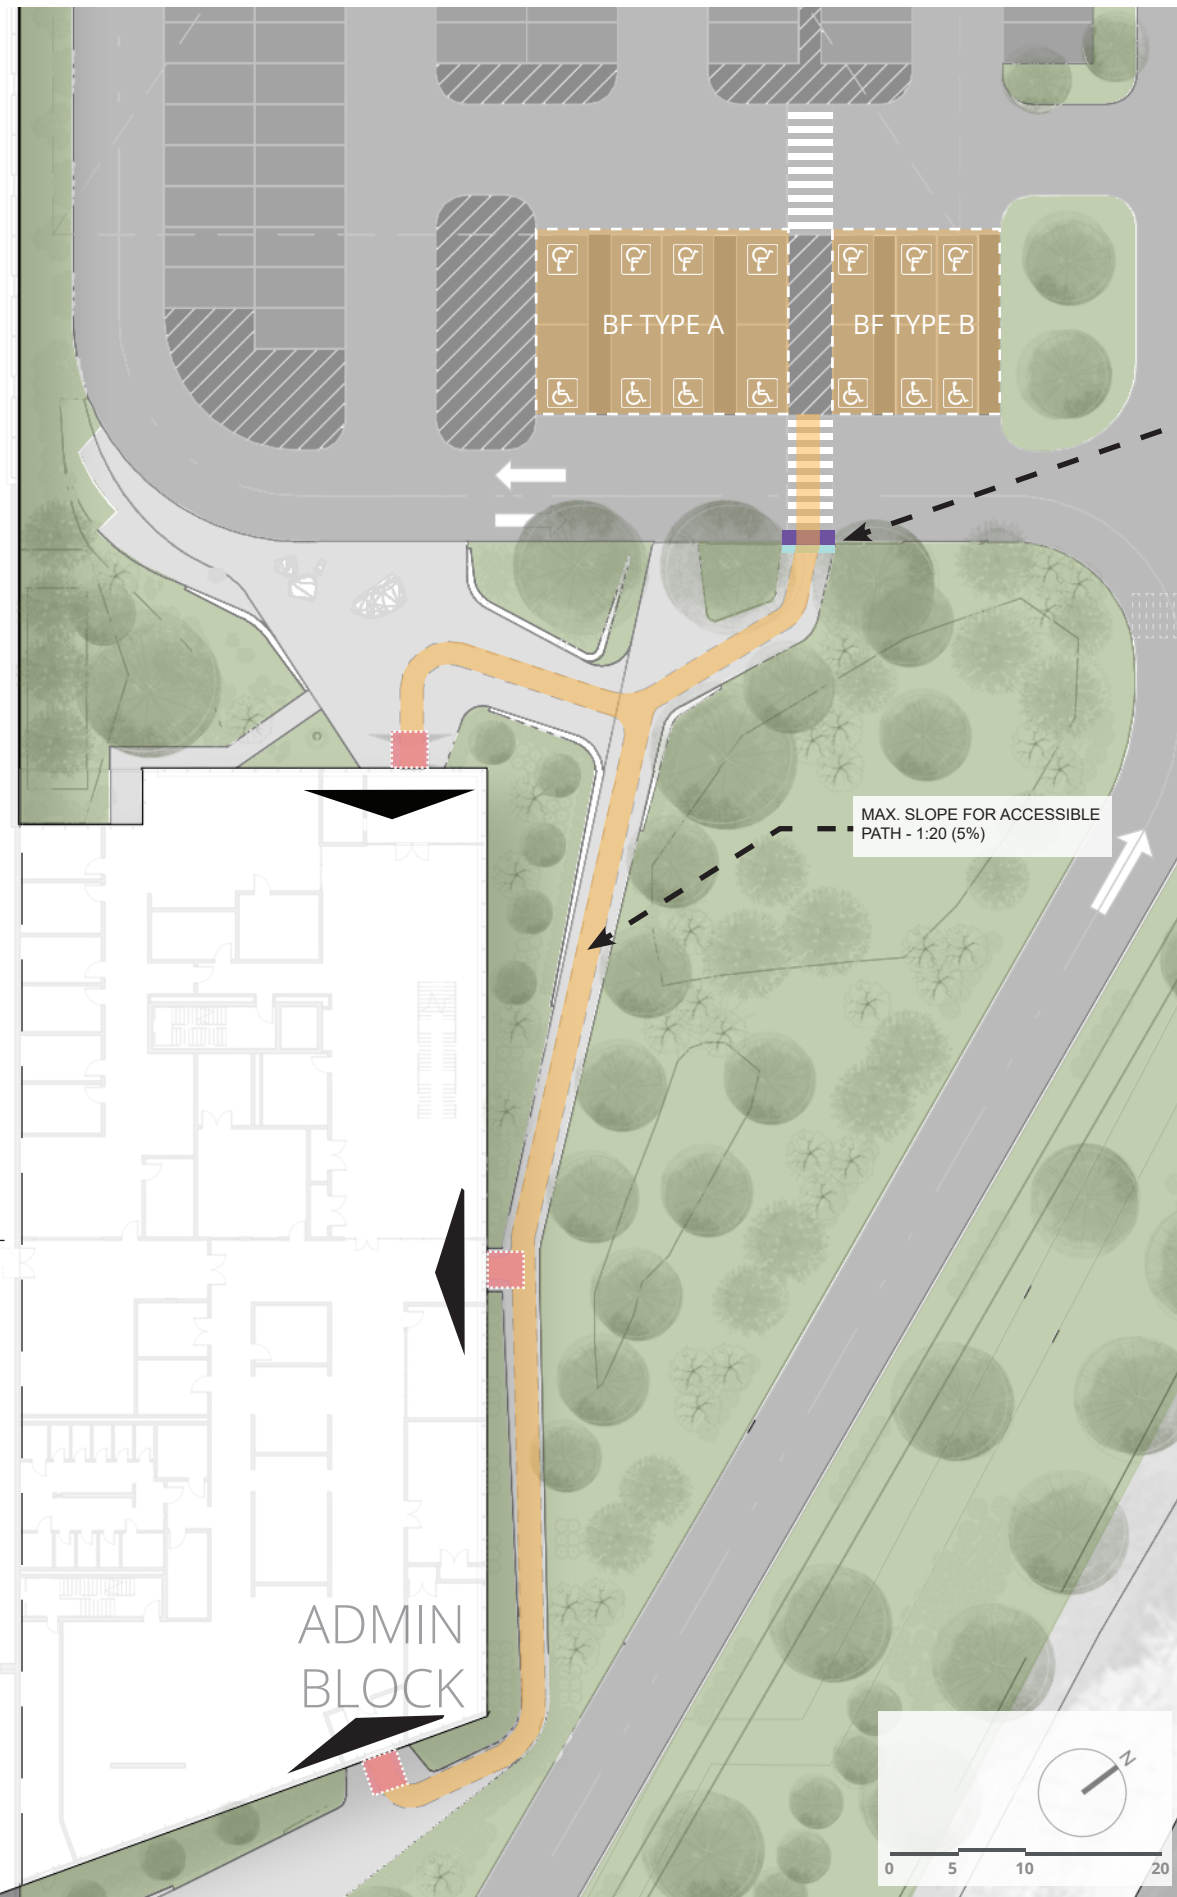 BF TYPE A
BF TYPE B
MAX. SLOPE FOR ACCESSIBLE
PATH - 1:20 (5%)
ADMIN
BLOCK
N
0 5 10 20